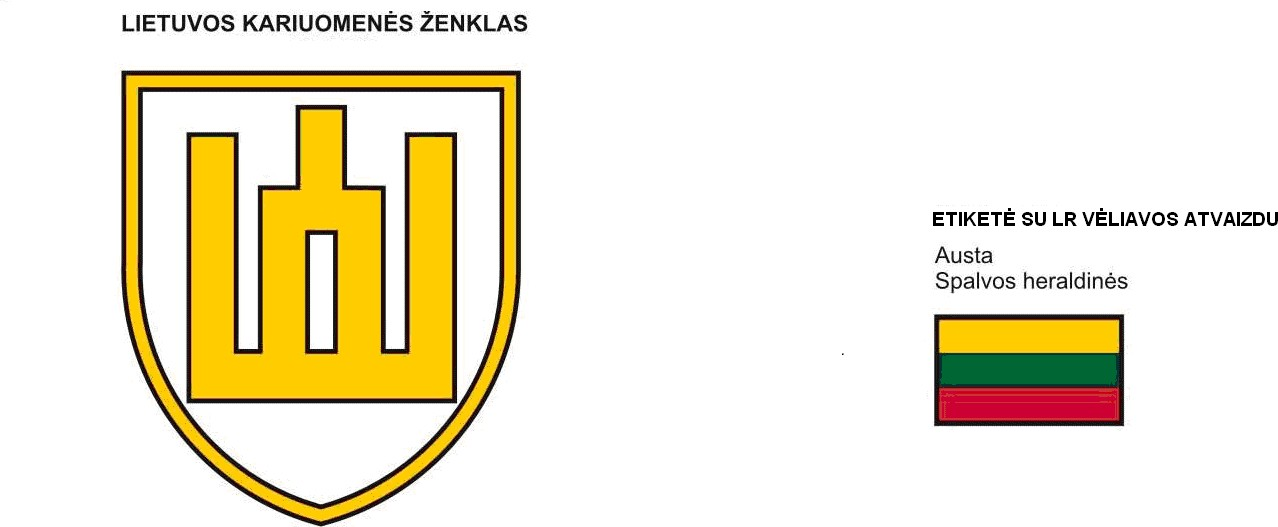 LIETUVOS KARIUOMENĖS ŽENKLAS
ETIKETĖ SU LR VĖLIAVOS ATVAIZDU
Austa
Spalvos heraldinės